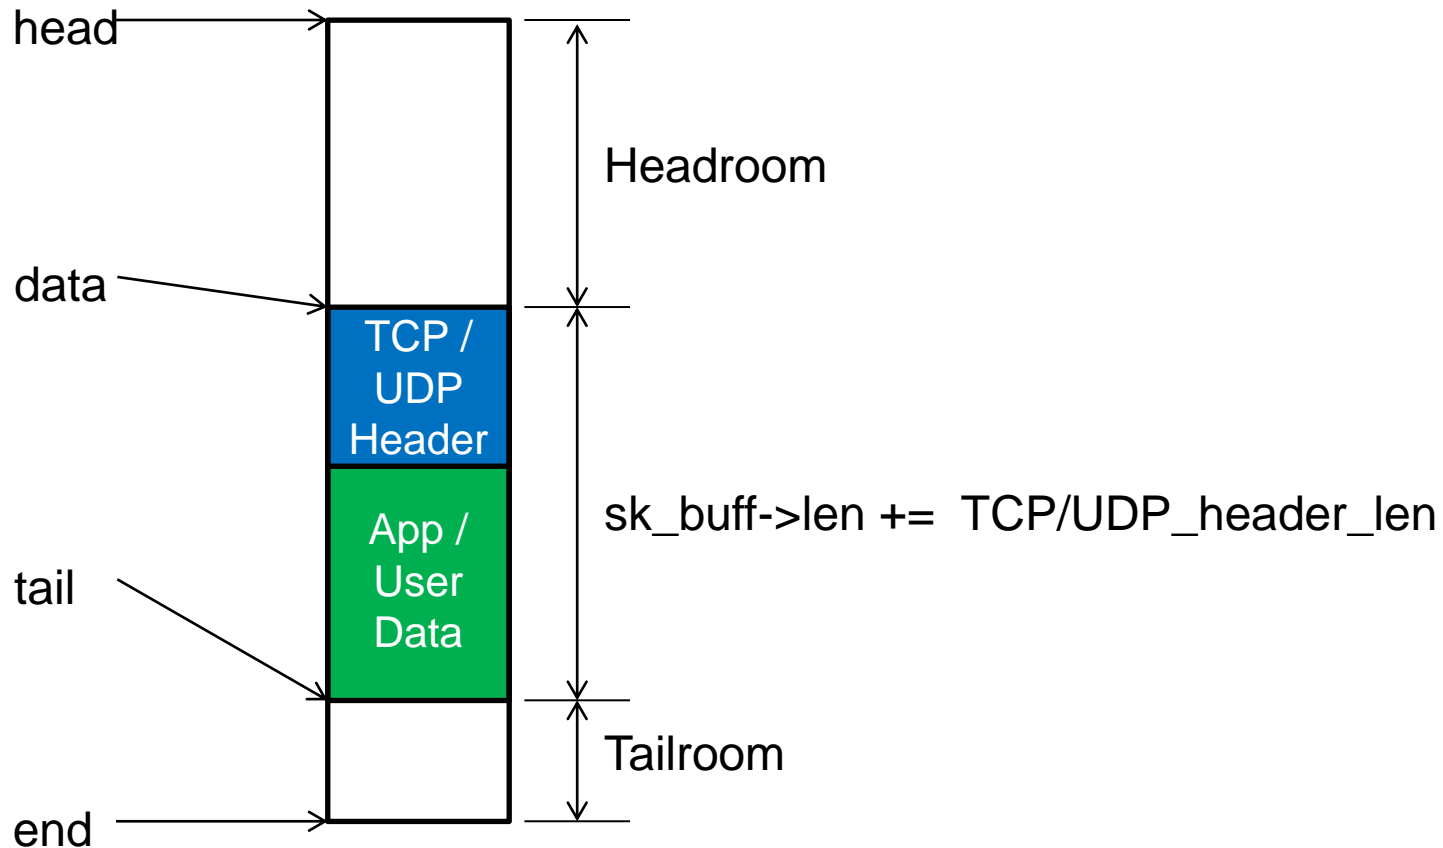 head
Headroom
data
TCP /
UDP
Header
sk_buff->len += TCP/UDP_header_len
App /
User
Data
tail
Tailroom
end